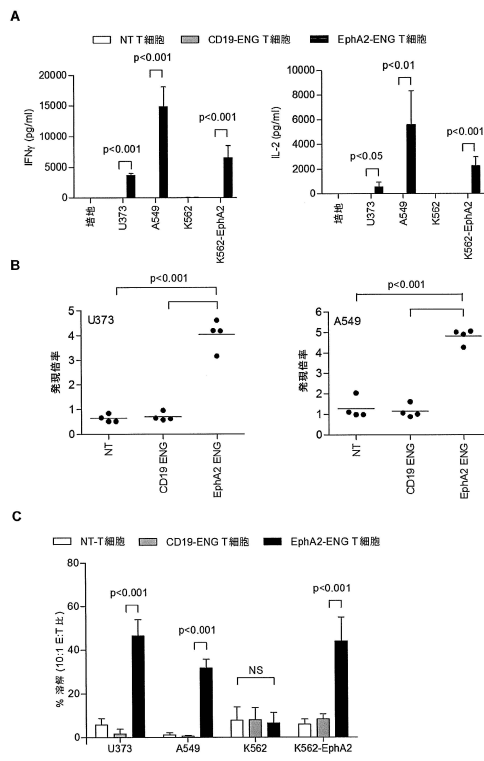 A
NT T細胞 CD19-ENG T細胞 EphA2-ENG T細胞
IFNγ (pg/ml)
20000
15000
10000
5000
0
p<0.001
p<0.001
p<0.001
培地
U373
A549
K562
K562-EphA2
IL-2 (pg/ml)
10000
8000
6000
4000
2000
0
p<0.05
p<0.01
p<0.001
培地
U373
A549
K562
K562-EphA2
B
p<0.001
U373
発現倍率
5
4
3
2
1
0
NT
CD19 ENG
EphA2 ENG
p<0.001
A549
発現倍率
6
5
4
3
2
1
0
NT
CD19 ENG
EphA2 ENG
C
NT-T細胞 CD19-ENG T細胞 EphA2-ENG T細胞
% 溶解 (10:1 E:T比)
80
60
40
20
0
p<0.001
p<0.001
NS
p<0.001
U373 A549 K562 K562-EphA2